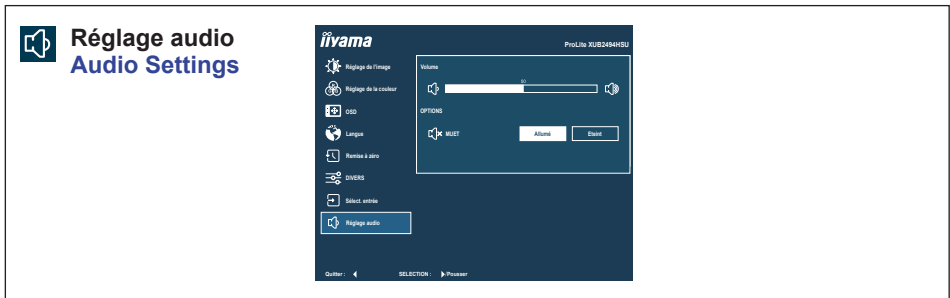 Réglage audio
Audio Settings
iiyama
ProLite XUB2494HSU
Réglage de l'image
Réglage de la couleur
OSD
Langue
Remise à zéro
DIVERS
Sélect. entrée
Réglage audio
Volume
50
OPTIONS
MUET
Allumé
Eteint
Quitter :
SELECTION : /Pousser